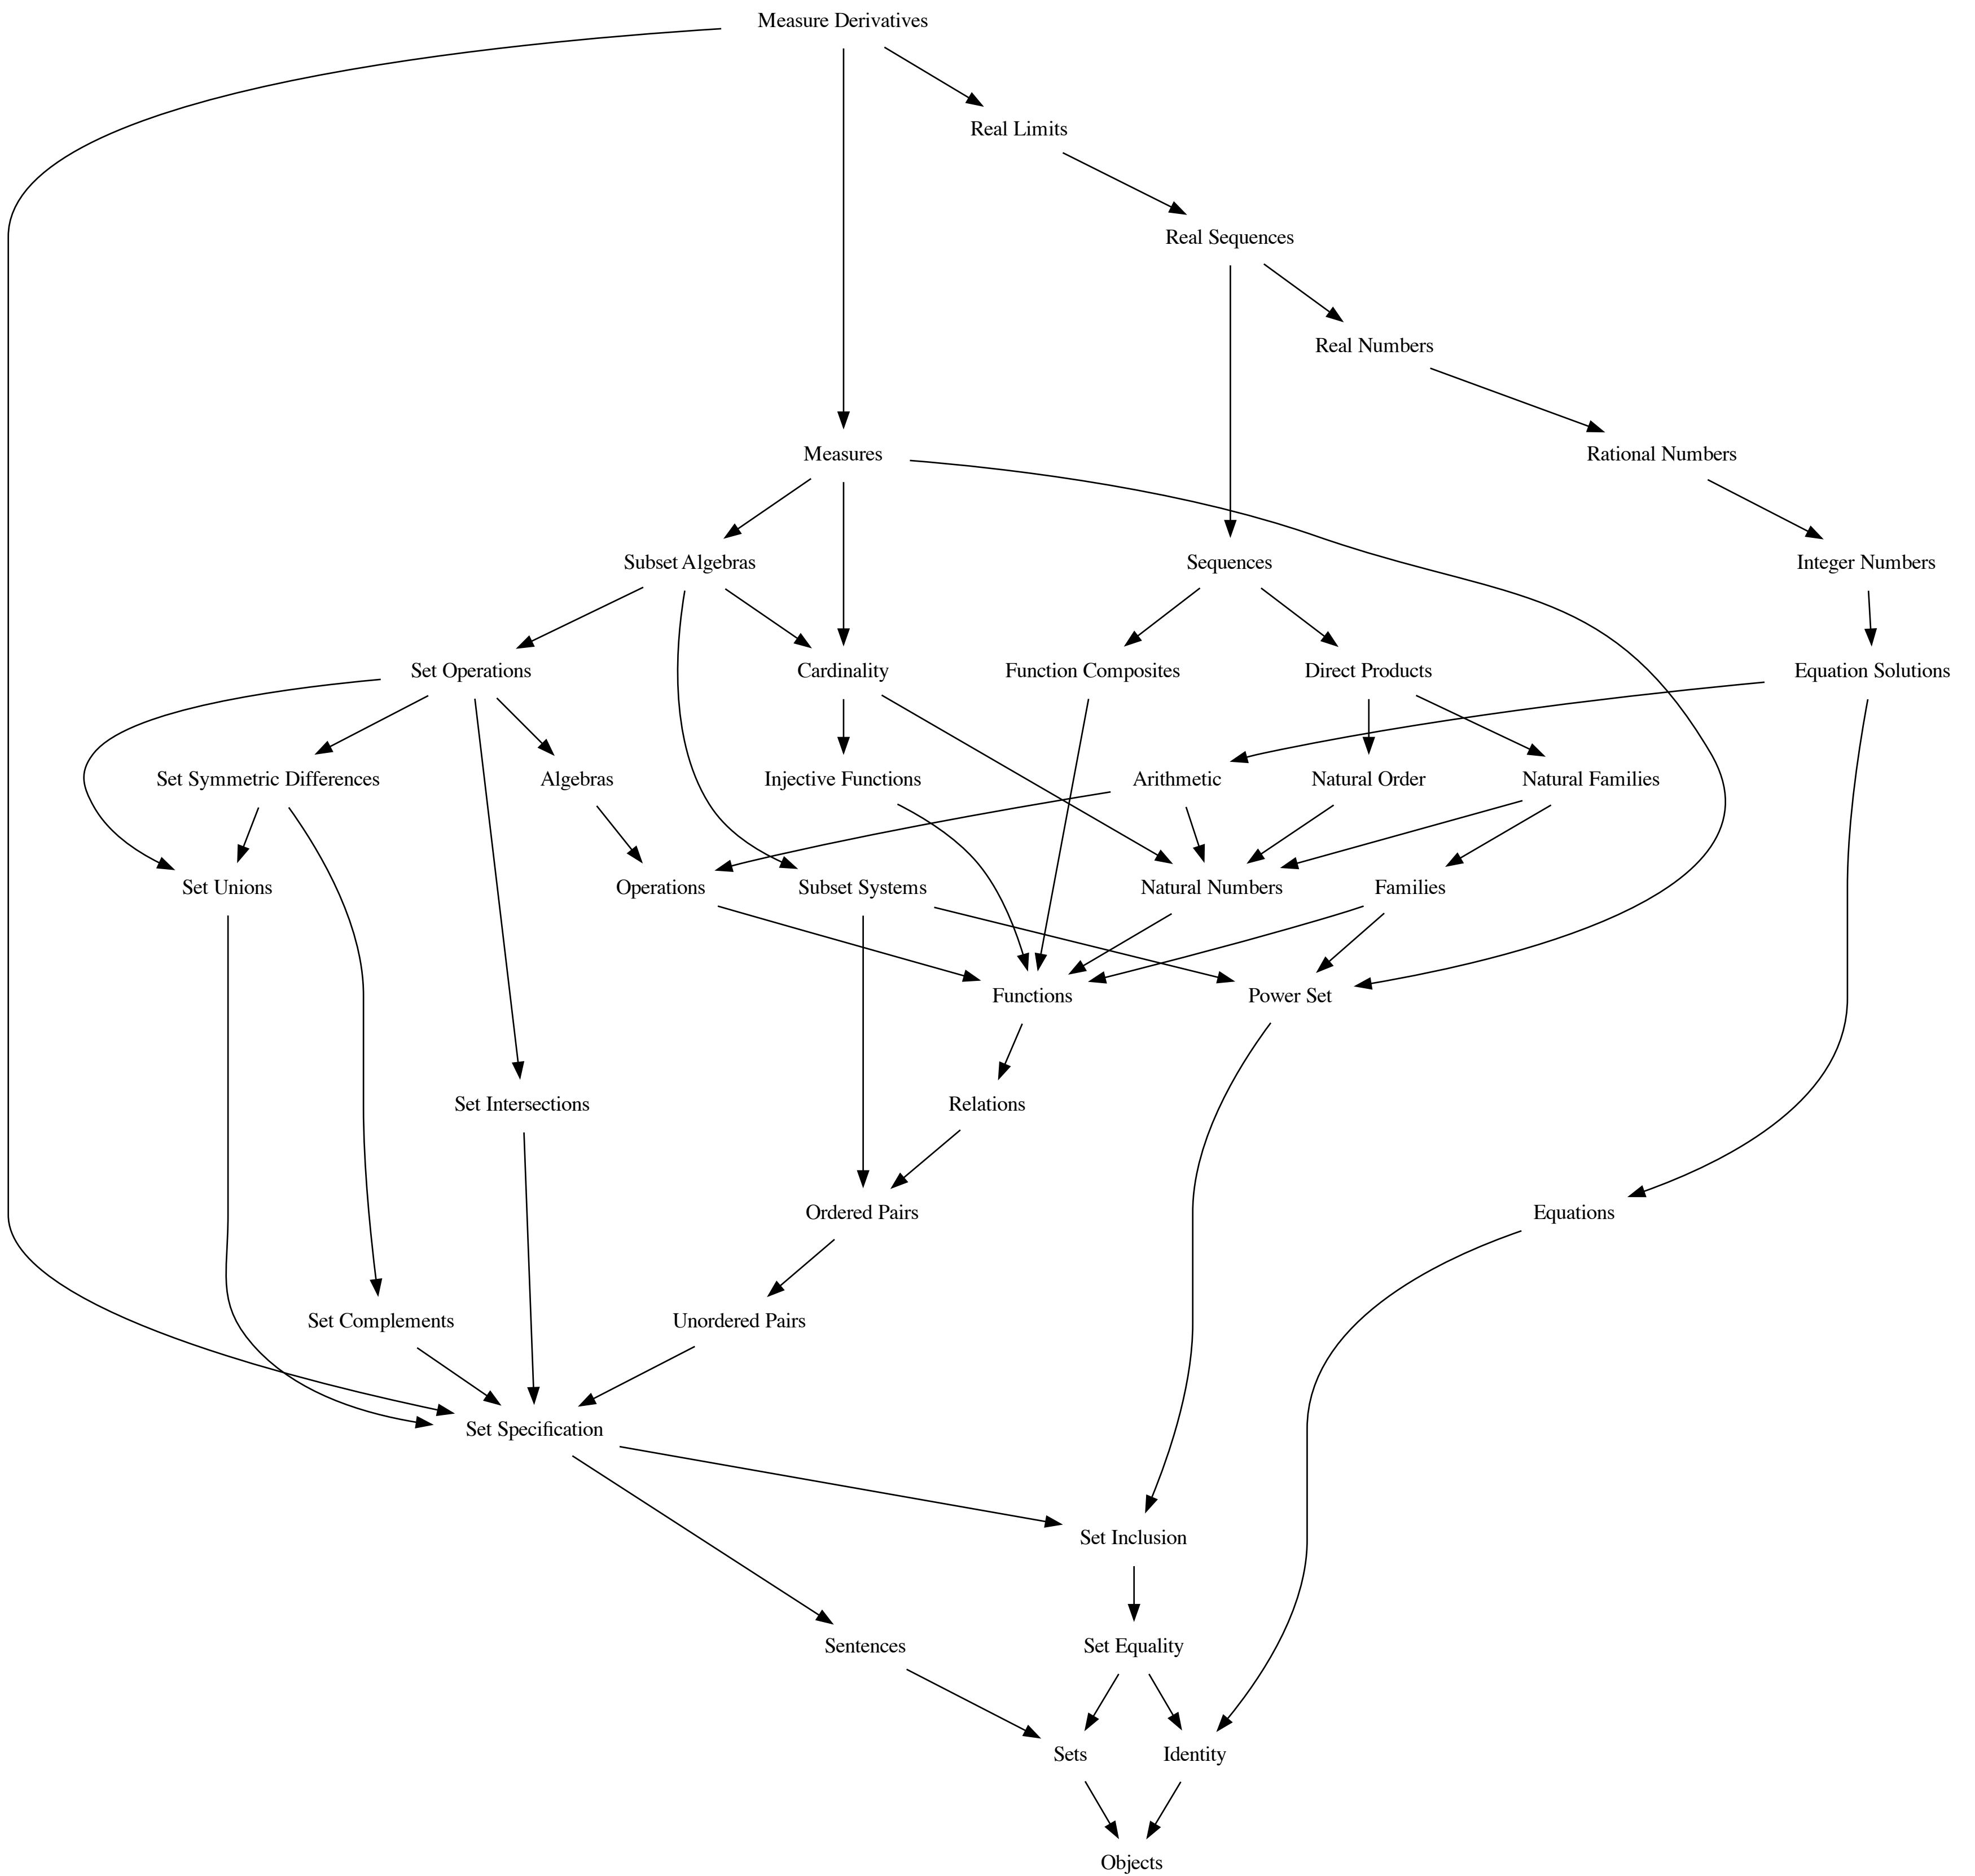 Measure Derivatives
Real Limits
Real Sequences
Real Numbers
Measures
Rational Numbers
Subset Algebras
Sequences
Integer Numbers
Set Operations
Cardinality
Function Composites
Direct Products
Equation Solutions
Set Symmetric Differences
Algebras
Injective Functions
Arithmetic
Natural Order
Natural Families
Set Unions
Operations
Subset Systems
Natural Numbers
Families
Functions
Power Set
Set Intersections
Relations
Ordered Pairs
Equations
Set Complements
Unordered Pairs
Set Specification
Set Inclusion
Sentences
Set Equality
Sets
Identity
Objects